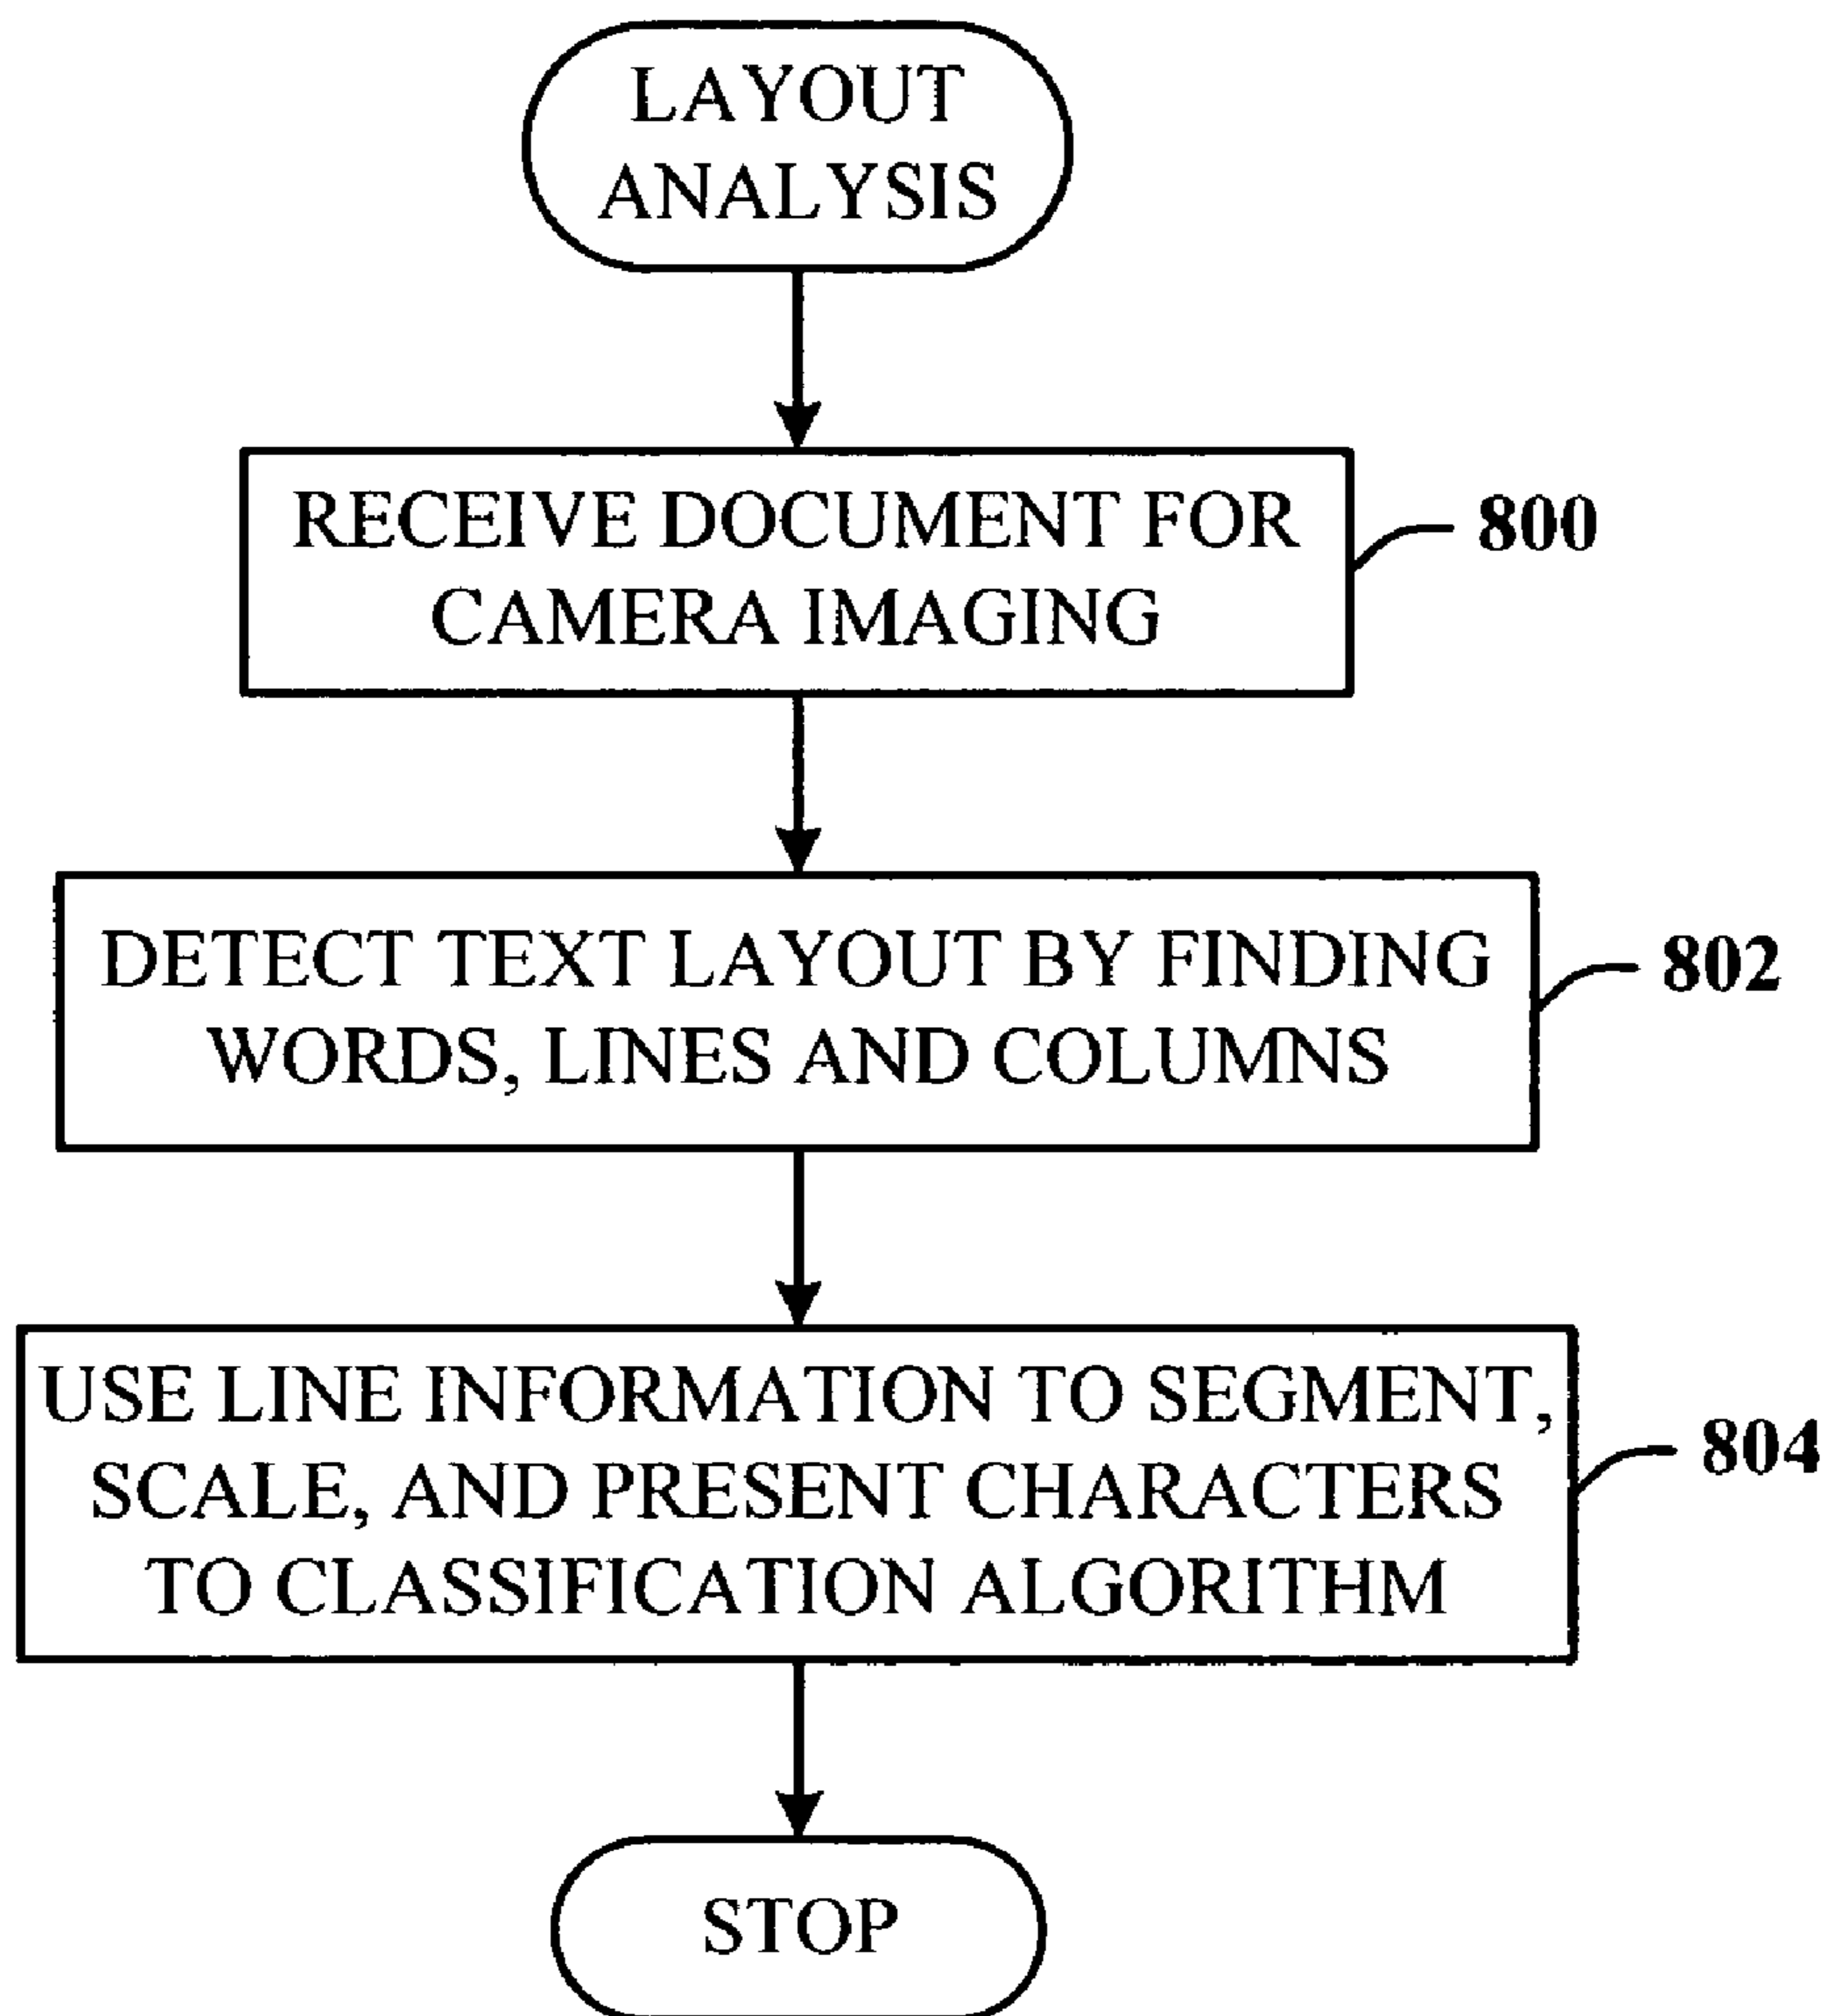 LAYOUT
ANALYSIS
RECEIVE DOCUMENT FOR
CAMERA IMAGING
800
DETECT TEXT LAYOUT BY FINDING
WORDS, LINES AND COLUMNS
802
USE LINE INFORMATION TO SEGMENT,
SCALE, AND PRESENT CHARACTERS
TO CLASSIFICATION ALGORITHM
804
STOP